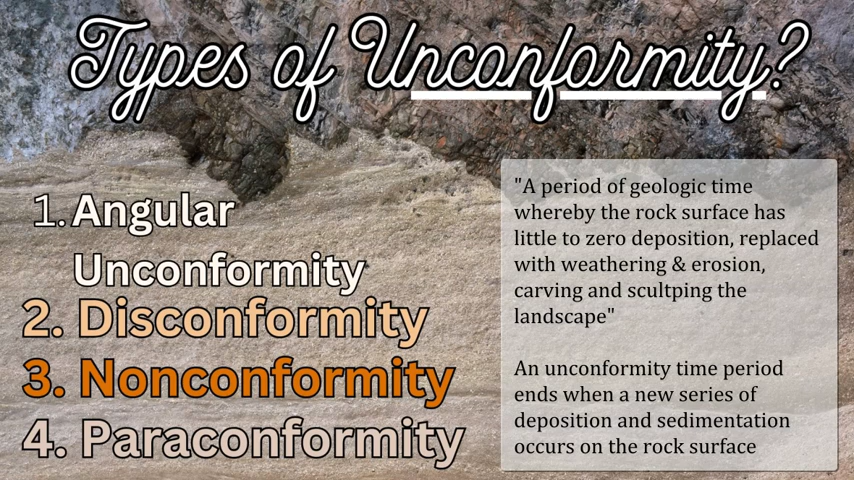 Types of Unconformity?
1. Angular
Unconformity
2. Disconformity
3. Nonconformity
4. Paraconformity
"A period of geologic time
whereby the rock surface has
little to zero deposition, replaced
with weathering & erosion,
carving and scultping the
landscape"
An unconformity time period
ends when a new series of
deposition and sedimentation
occurs on the rock surface